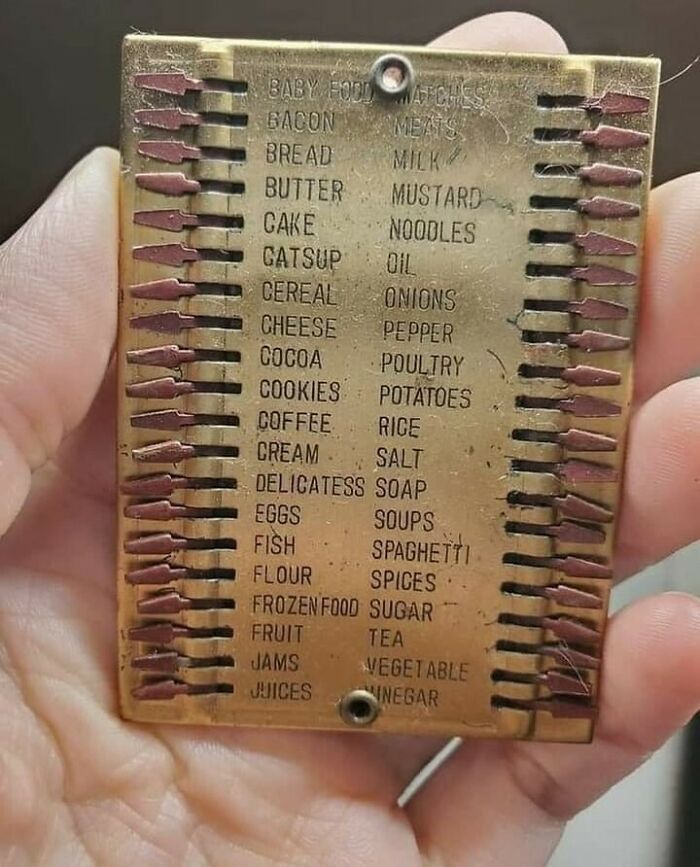 BABY FOOD MATCHES
BACON MEATS
BREAD MILK
BUTTER MUSTARD
CAKE NOODLES
CATSUP OIL
CEREAL ONIONS
CHEESE PEPPER
COCOA POULTRY
COOKIES POTATOES
COFFEE RICE
CREAM SALT
DELICATESS SOAP
EGGS SOUPS
FISH SPAGHETTI
FLOUR SPICES
FROZEN FOOD SUGAR
FRUIT TEA
JAMS VEGETABLE
JUICES VINEGAR